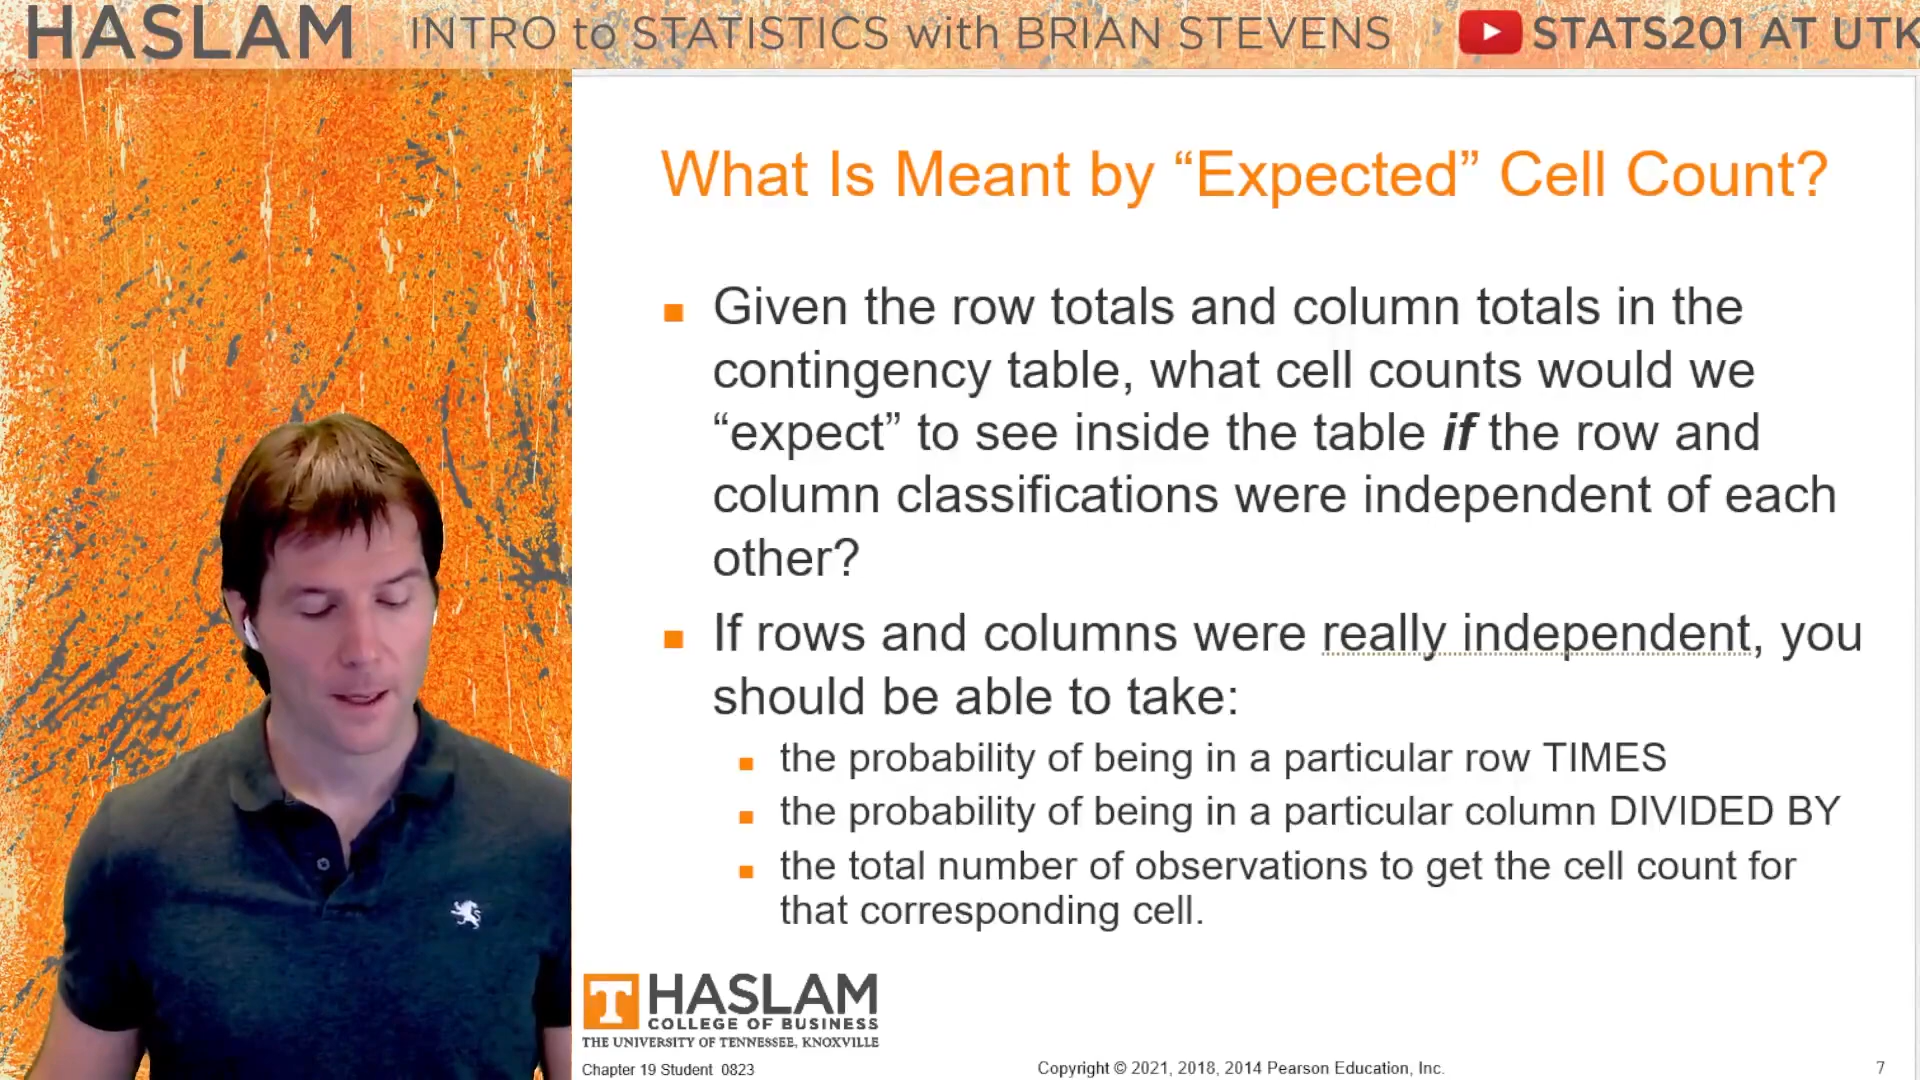 HASLAM INTRO to STATISTICS with BRIAN STEVENS STATS201 AT UTK
What Is Meant by “Expected” Cell Count?
Given the row totals and column totals in the
contingency table, what cell counts would we
“expect” to see inside the table if the row and
column classifications were independent of each
other?
If rows and columns were really independent, you
should be able to take:
the probability of being in a particular row TIMES
the probability of being in a particular column DIVIDED BY
the total number of observations to get the cell count for
that corresponding cell.
T HASLAM
COLLEGE OF BUSINESS
THE UNIVERSITY OF TENNESSEE, KNOXVILLE
Chapter 19 Student 0823 Copyright © 2021, 2018, 2014 Pearson Education, Inc. 7